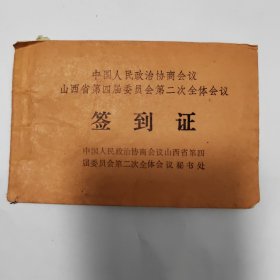 中国人民政治协商会议
山西省第四届委员会第二次全体会议
签到证
中国人民政治协商会议山西省第四
届委员会第二次全体会议秘书处